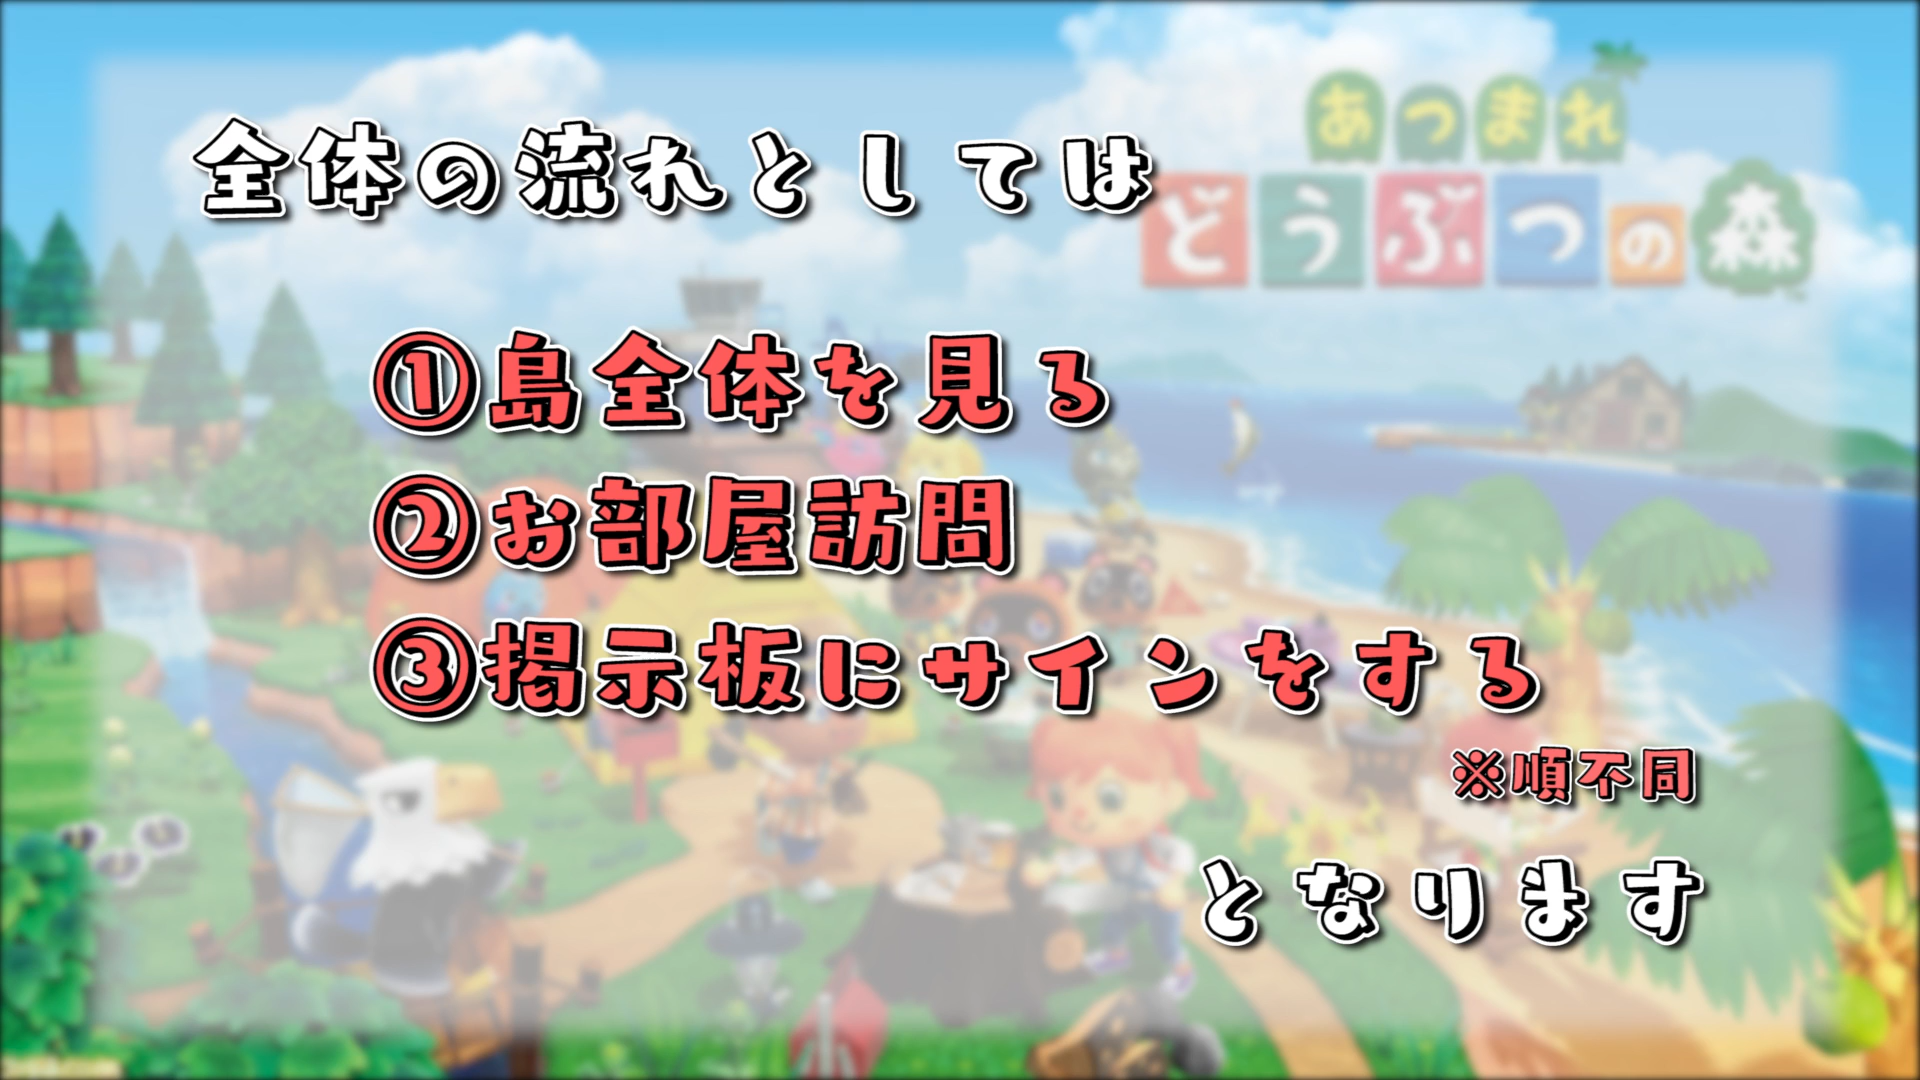 全体の流れとしては
あつまれ
どうぶつの森
①島全体を見る
②お部屋訪問
③掲示板にサインをする
※順不同
となります